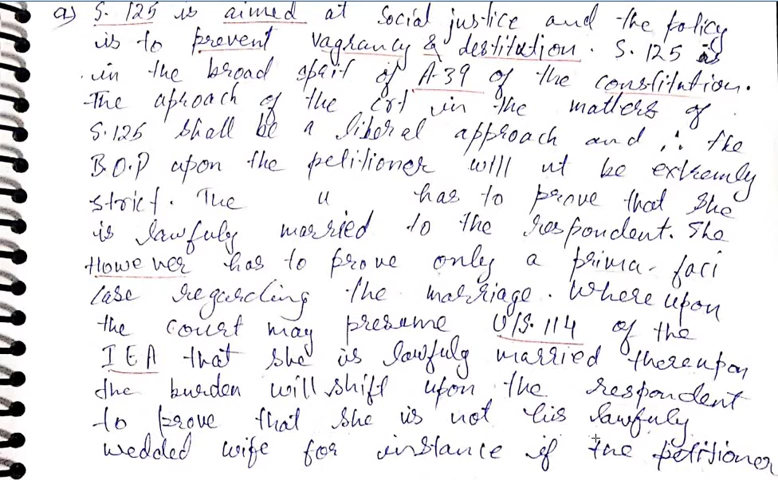 a) S. 125 is aimed at Social justice and the policy
is to prevent vagrancy & destitution. S. 125 is
in the broad spirit of A.39 of the constitution.
The aproach of the crt in the matters of
S.125 shall be a liberal approach and ∴ the
B.O.P upon the petitioner will nt be extremely
strict. The " has to prove that She
is lawfuly married to the respondent. She
However has to prove only a prima-faci
case regarding the marriage. Where upon
the court may presume U/S.114 of the
IEA that she is lawfuly married thereupon
the burden will shift upon the respondent
to prove that she is not his lawfuly
wedded wife for instance if the petitioner